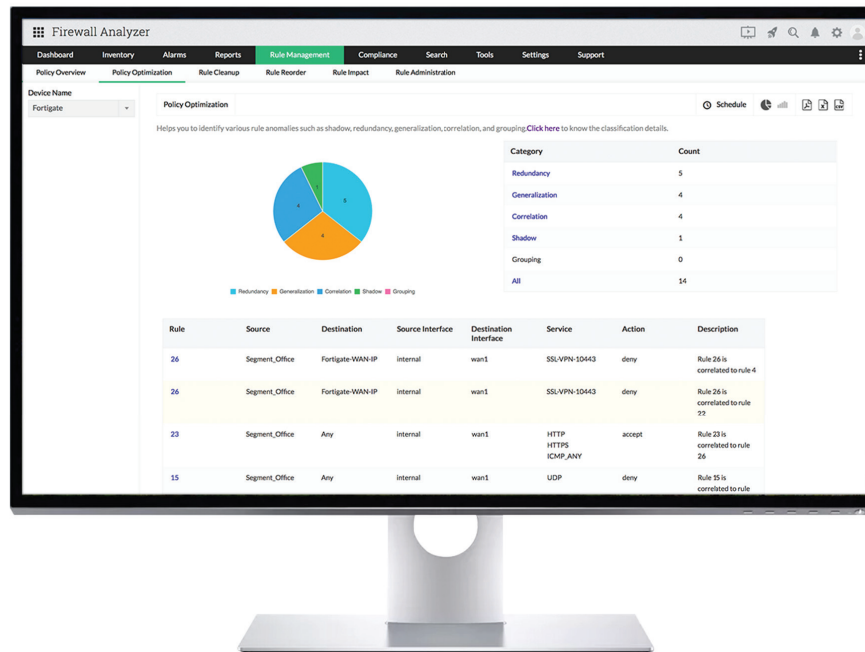 Firewall Analyzer
Dashboard Inventory Alarms Reports Rule Management Compliance Search Tools Settings Support
Policy Overview Policy Optimization Rule Cleanup Rule Reorder Rule Impact Rule Administration
Device Name
Fortigate
Policy Optimization
Schedule
Helps you to identify various rule anomalies such as shadow, redundancy, generalization, correlation, and grouping.Click here to know the classification details.
5
4
4
1
Redundancy Generalization Correlation Shadow Grouping
Category Count
Redundancy 5
Generalization 4
Correlation 4
Shadow 1
Grouping 0
All 14
Rule Source Destination Source Interface Destination Interface Service Action Description
26 Segment_Office Fortigate-WAN-IP internal wan1 SSL-VPN-10443 deny Rule 26 is
correlated to rule 4
26 Segment_Office Fortigate-WAN-IP internal wan1 SSL-VPN-10443 deny Rule 26 is
correlated to rule
22
23 Segment_Office Any internal wan1 HTTP accept Rule 23 is
HTTPS correlated to rule
ICMP_ANY 26
15 Segment_Office Any internal wan1 UDP deny Rule 15 is
correlated to rule